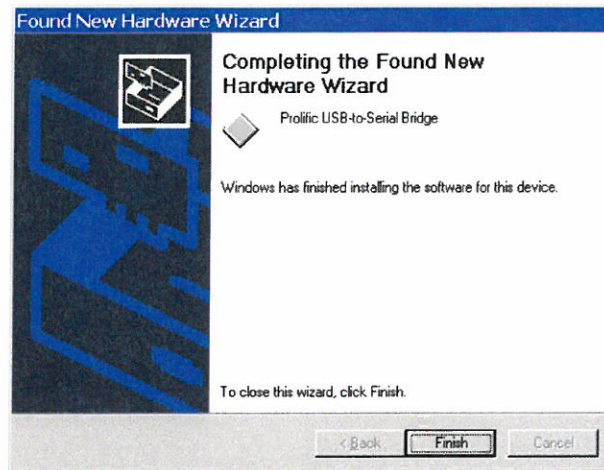 Found New Hardware Wizard
Completing the Found New
Hardware Wizard
Prolific USB-to-Serial Bridge
Windows has finished installing the software for this device.
To close this wizard, click Finish.
< Back Finish Cancel